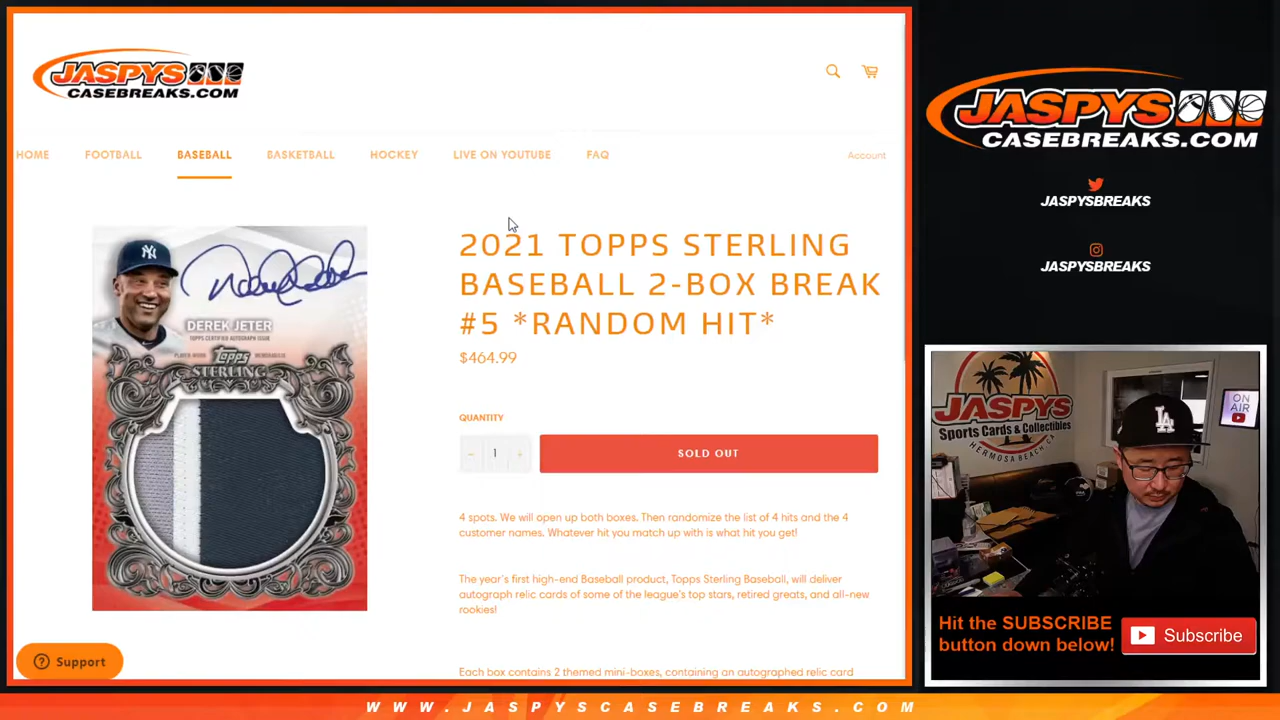 JASPYS
CASEBREAKS.COM
HOME
FOOTBALL
BASEBALL
BASKETBALL
HOCKEY
LIVE ON YOUTUBE
FAQ
Account
DEREK JETER
TOPPS CERTIFIED AUTOGRAPH ISSUE
PLAYER-WORN
MEMORABILIA
Topps
STERLING
2021 TOPPS STERLING
BASEBALL 2-BOX BREAK
#5 *RANDOM HIT*
$464.99
QUANTITY
− 1 +
SOLD OUT
4 spots. We will open up both boxes. Then randomize the list of 4 hits and the 4
customer names. Whatever hit you match up with is what hit you get!
The year's first high-end Baseball product, Topps Sterling Baseball, will deliver
autograph relic cards of some of the league's top stars, retired greats, and all-new
rookies!
Each box contains 2 themed mini-boxes, containing an autographed relic card
? Support
JASPYS
CASEBREAKS.COM
JASPYSBREAKS
JASPYSBREAKS
JASPYS
Sports Cards & Collectibles
HERMOSA BEACH, CA
ON
AIR
LA
Hit the SUBSCRIBE
button down below!
Subscribe
WWW.JASPYSCASEBREAKS.COM